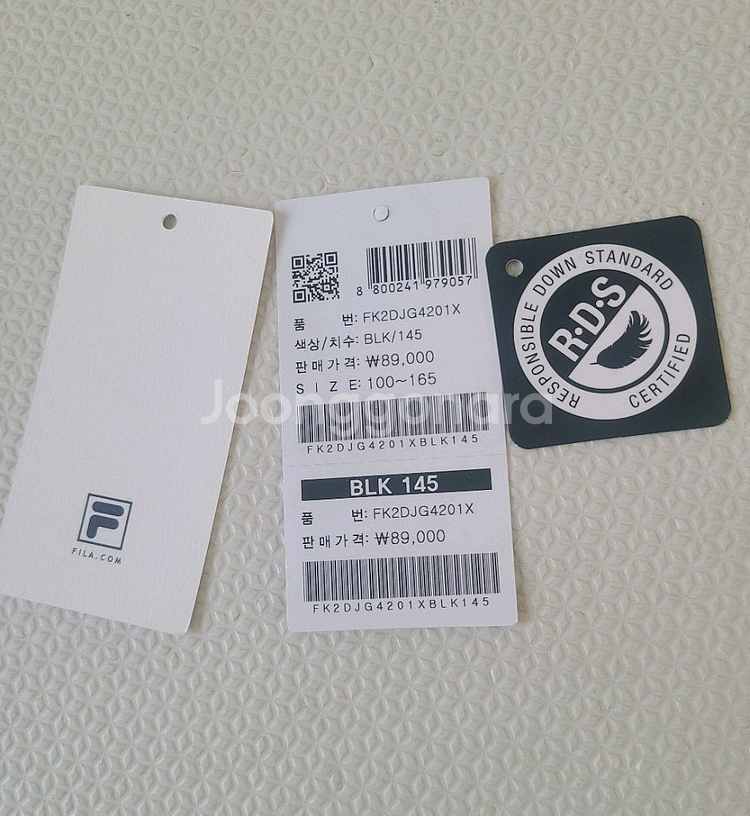 FILA.COM
8 800241 979057
품 번: FK2DJG4201X
색상/치수: BLK/145
판매가격: ₩89,000
S I Z E: 100~165
FK2DJG4201XBLK145
BLK 145
품 번: FK2DJG4201X
판매가격: ₩89,000
FK2DJG4201XBLK145
RESPONSIBLE DOWN STANDARD
R·D·S
CERTIFIED
Joonggonara